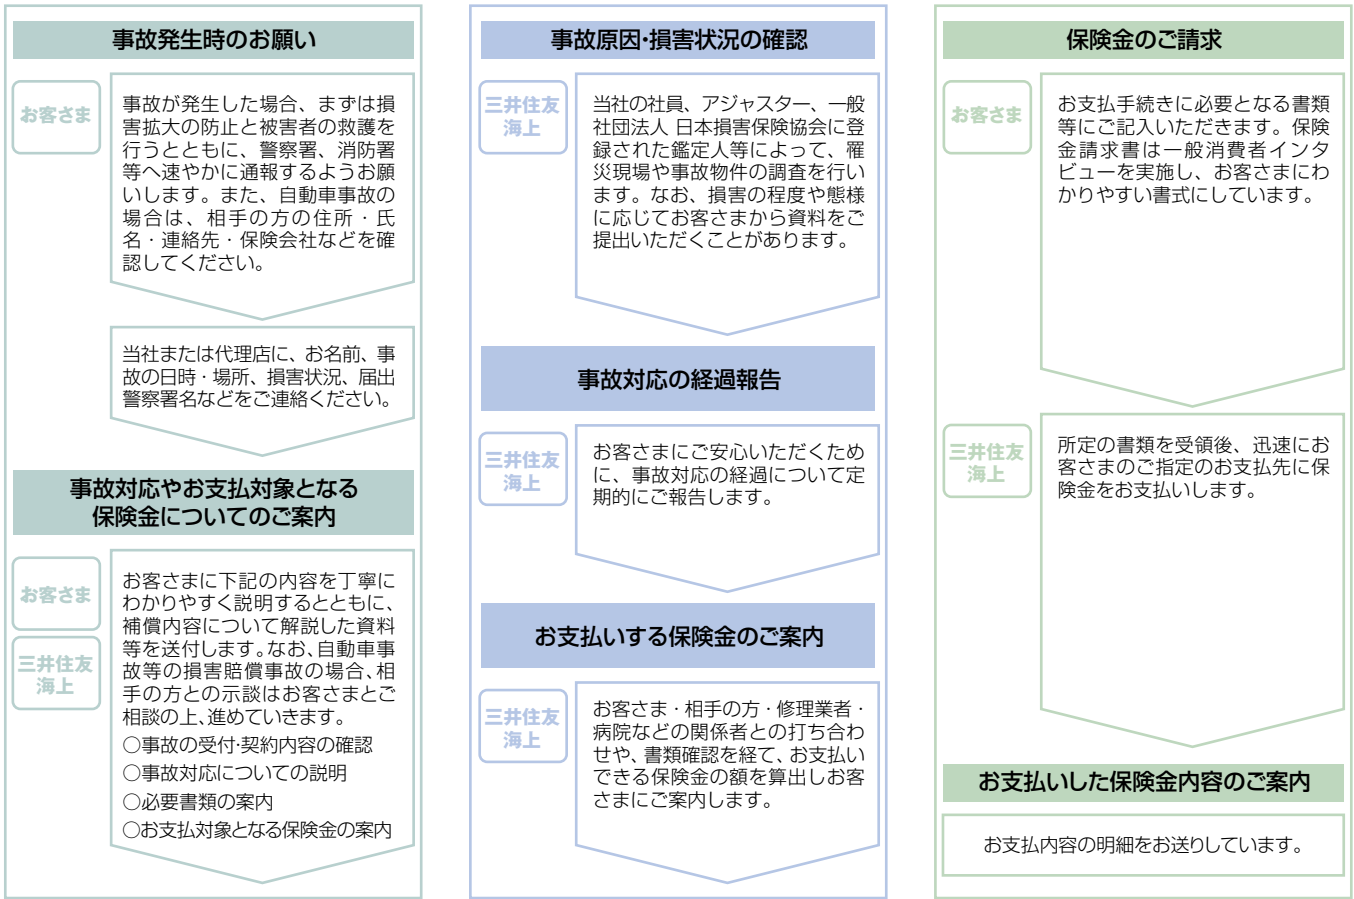 事故発生時のお願い
お客さま
事故が発生した場合、まずは損
害拡大の防止と被害者の救護を
行うとともに、警察署、消防署
等へ速やかに通報するようお願
いします。また、自動車事故の
場合は、相手の方の住所・氏
名・連絡先・保険会社などを確
認してください。
当社または代理店に、お名前、事
故の日時・場所、損害状況、届出
警察署名などをご連絡ください。
事故対応やお支払対象となる
保険金についてのご案内
お客さま
三井住友
海上
お客さまに下記の内容を丁寧に
わかりやすく説明するとともに、
補償内容について解説した資料
等を送付します。なお、自動車事
故等の損害賠償事故の場合、相
手の方との示談はお客さまとご
相談の上、進めていきます。
○事故の受付・契約内容の確認
○事故対応についての説明
○必要書類の案内
○お支払対象となる保険金の案内
事故原因・損害状況の確認
三井住友
海上
当社の社員、アジャスター、一般
社団法人 日本損害保険協会に登
録された鑑定人等によって、罹
災現場や事故物件の調査を行い
ます。なお、損害の程度や態様
に応じてお客さまから資料をご
提出いただくことがあります。
事故対応の経過報告
三井住友
海上
お客さまにご安心いただくため
に、事故対応の経過について定
期的にご報告します。
お支払いする保険金のご案内
三井住友
海上
お客さま・相手の方・修理業者・
病院などの関係者との打ち合わ
せや、書類確認を経て、お支払い
できる保険金の額を算出しお客
さまにご案内します。
保険金のご請求
お客さま
お支払手続きに必要となる書類
等にご記入いただきます。保険
金請求書は一般消費者インタ
ビューを実施し、お客さまにわ
かりやすい書式にしています。
三井住友
海上
所定の書類を受領後、迅速にお
客さまのご指定のお支払先に保
険金をお支払いします。
お支払いした保険金内容のご案内
お支払内容の明細をお送りしています。